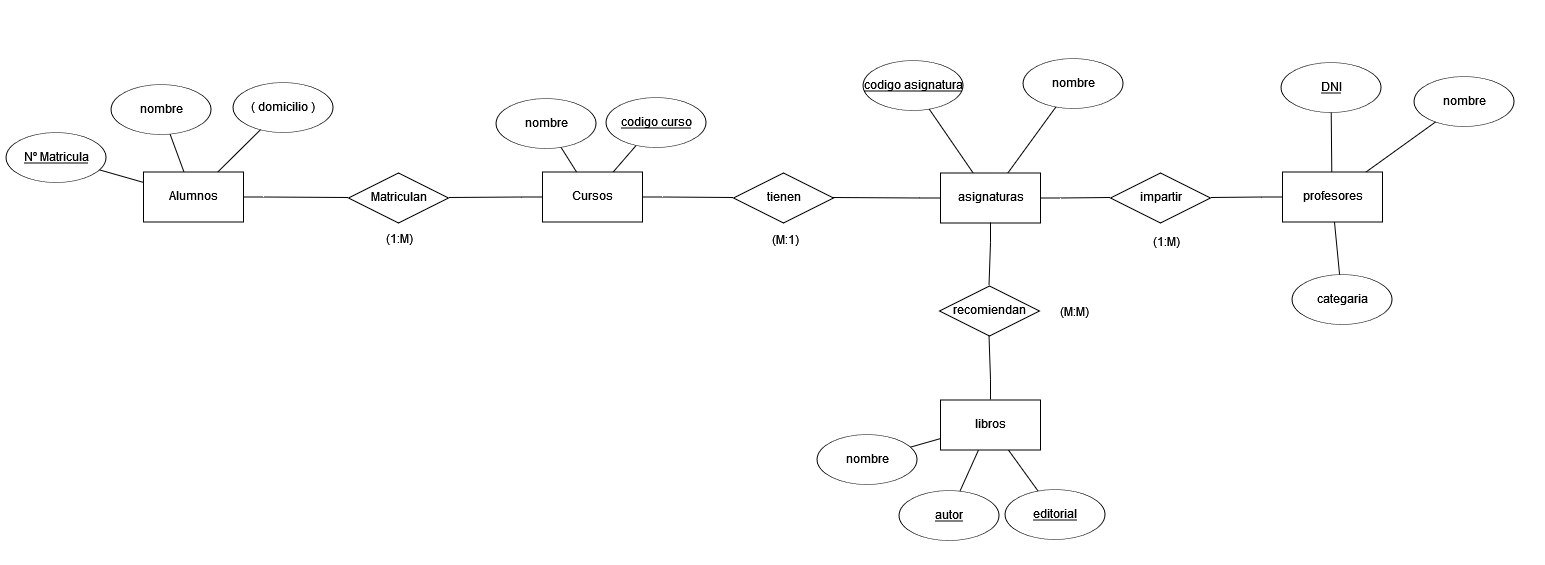 codigo asignatura
nombre
DNI
nombre
nombre
( domicilio )
nombre
codigo curso
Nº Matricula
Alumnos
Matriculan
Cursos
tienen
asignaturas
impartir
profesores
(1:M)
(M:1)
(1:M)
recomiendan
(M:M)
categaria
libros
nombre
autor
editorial